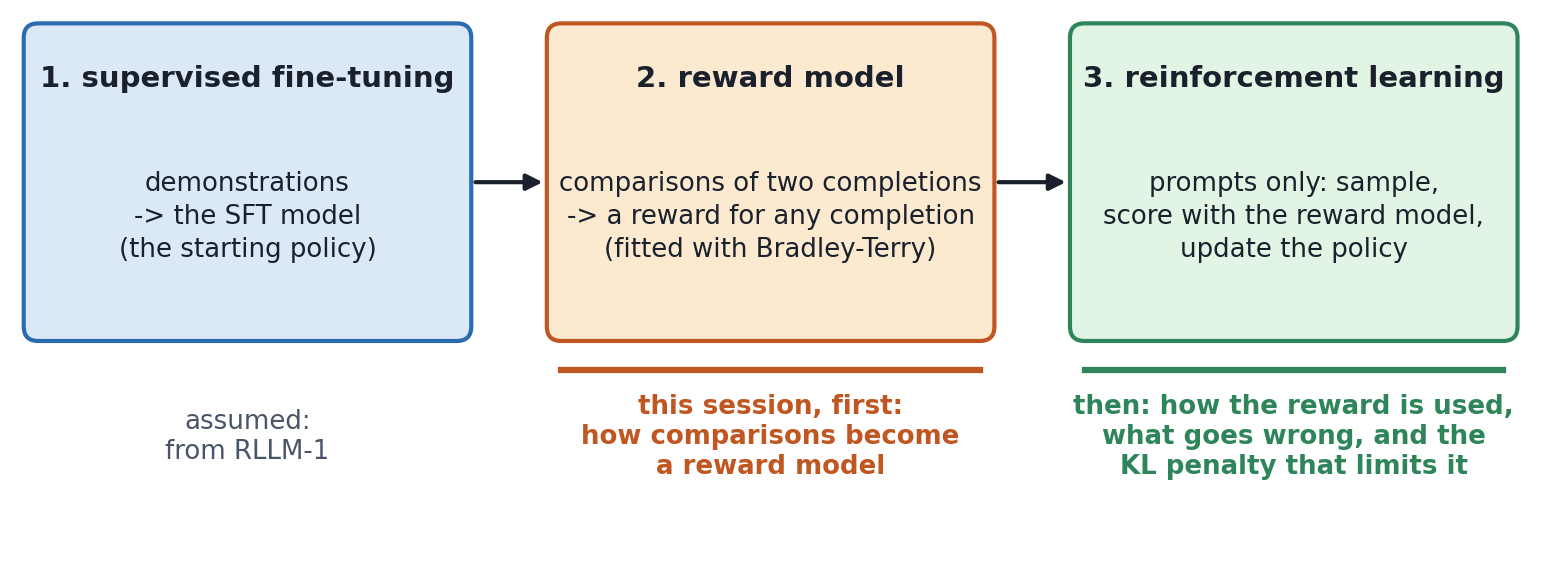 1. supervised fine-tuning
demonstrations
-> the SFT model
(the starting policy)
assumed:
from RLLM-1
2. reward model
comparisons of two completions
-> a reward for any completion
(fitted with Bradley-Terry)
this session, first:
how comparisons become
a reward model
3. reinforcement learning
prompts only: sample,
score with the reward model,
update the policy
then: how the reward is used,
what goes wrong, and the
KL penalty that limits it